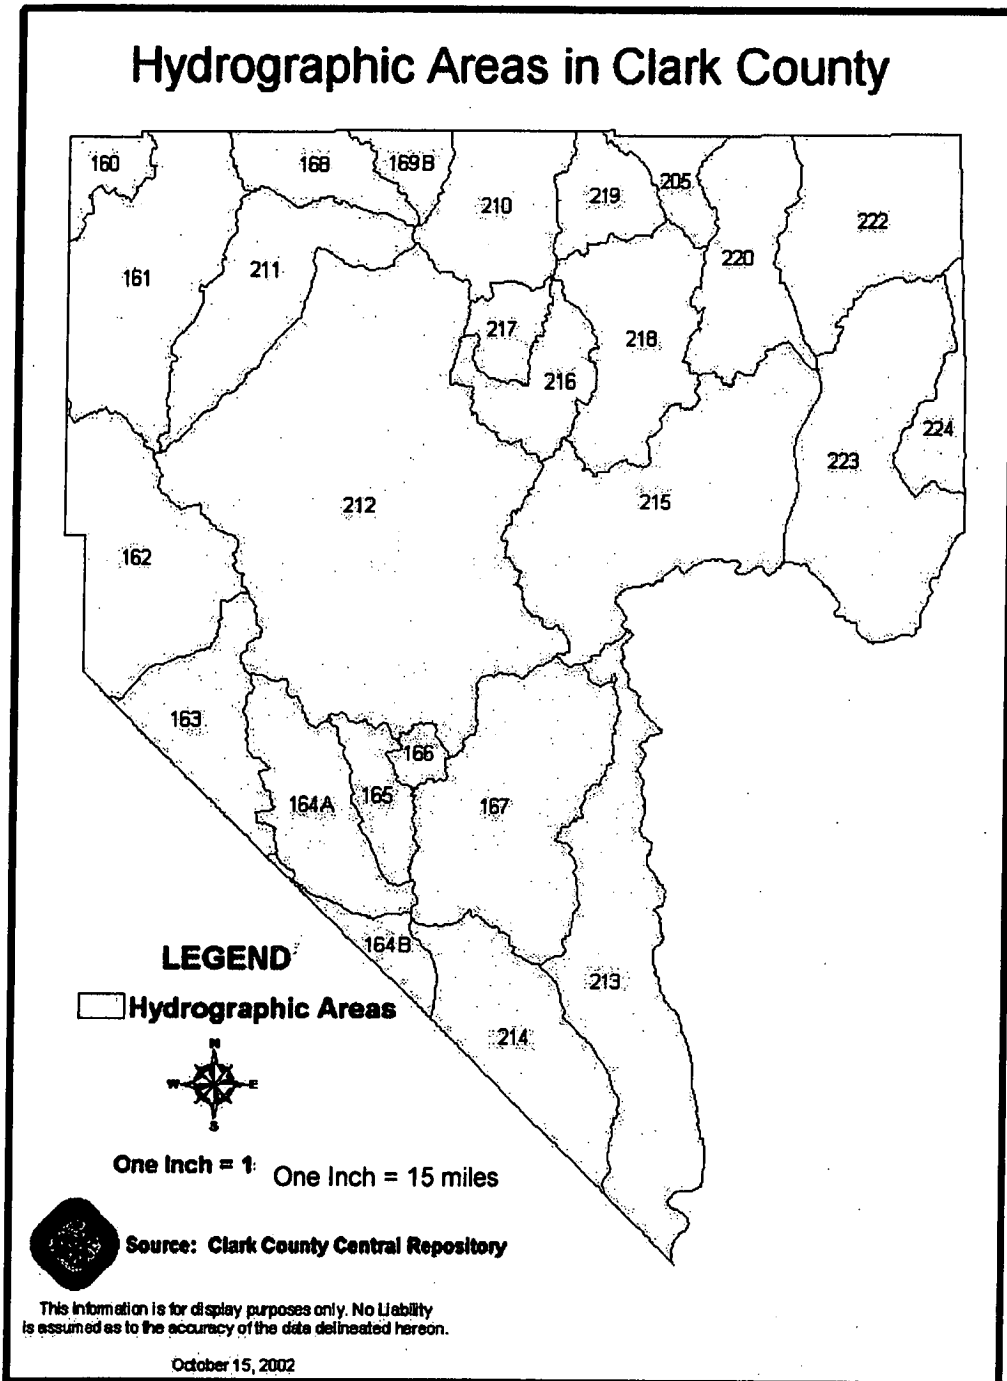 Hydrographic Areas in Clark County
160
168
169B
210
219
205
222
220
161
211
217
218
216
224
223
212
215
162
163
166
164A
165
167
164B
213
214
LEGEND
Hydrographic Areas
N
W E
S
One Inch = 1 One Inch = 15 miles
Source: Clark County Central Repository
This information is for display purposes only. No Liability
is assumed as to the accuracy of the data delineated hereon.
October 15, 2002